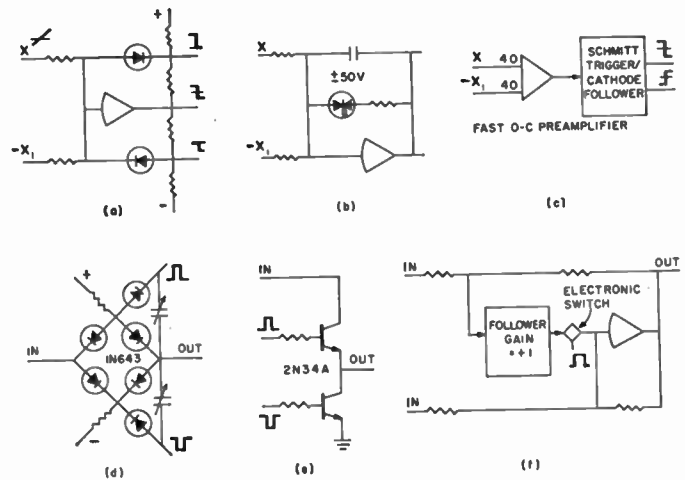 +
X
-X₁
-
(a)
X
±50V
-X₁
(b)
X 40
-X₁ 40
SCHMITT
TRIGGER/
CATHODE
FOLLOWER
FAST D-C PREAMPLIFIER
(c)
+
IN
1N643
OUT
-
(d)
IN
2N34A
OUT
(e)
IN
OUT
ELECTRONIC
SWITCH
FOLLOWER
GAIN
= +1
IN
(f)